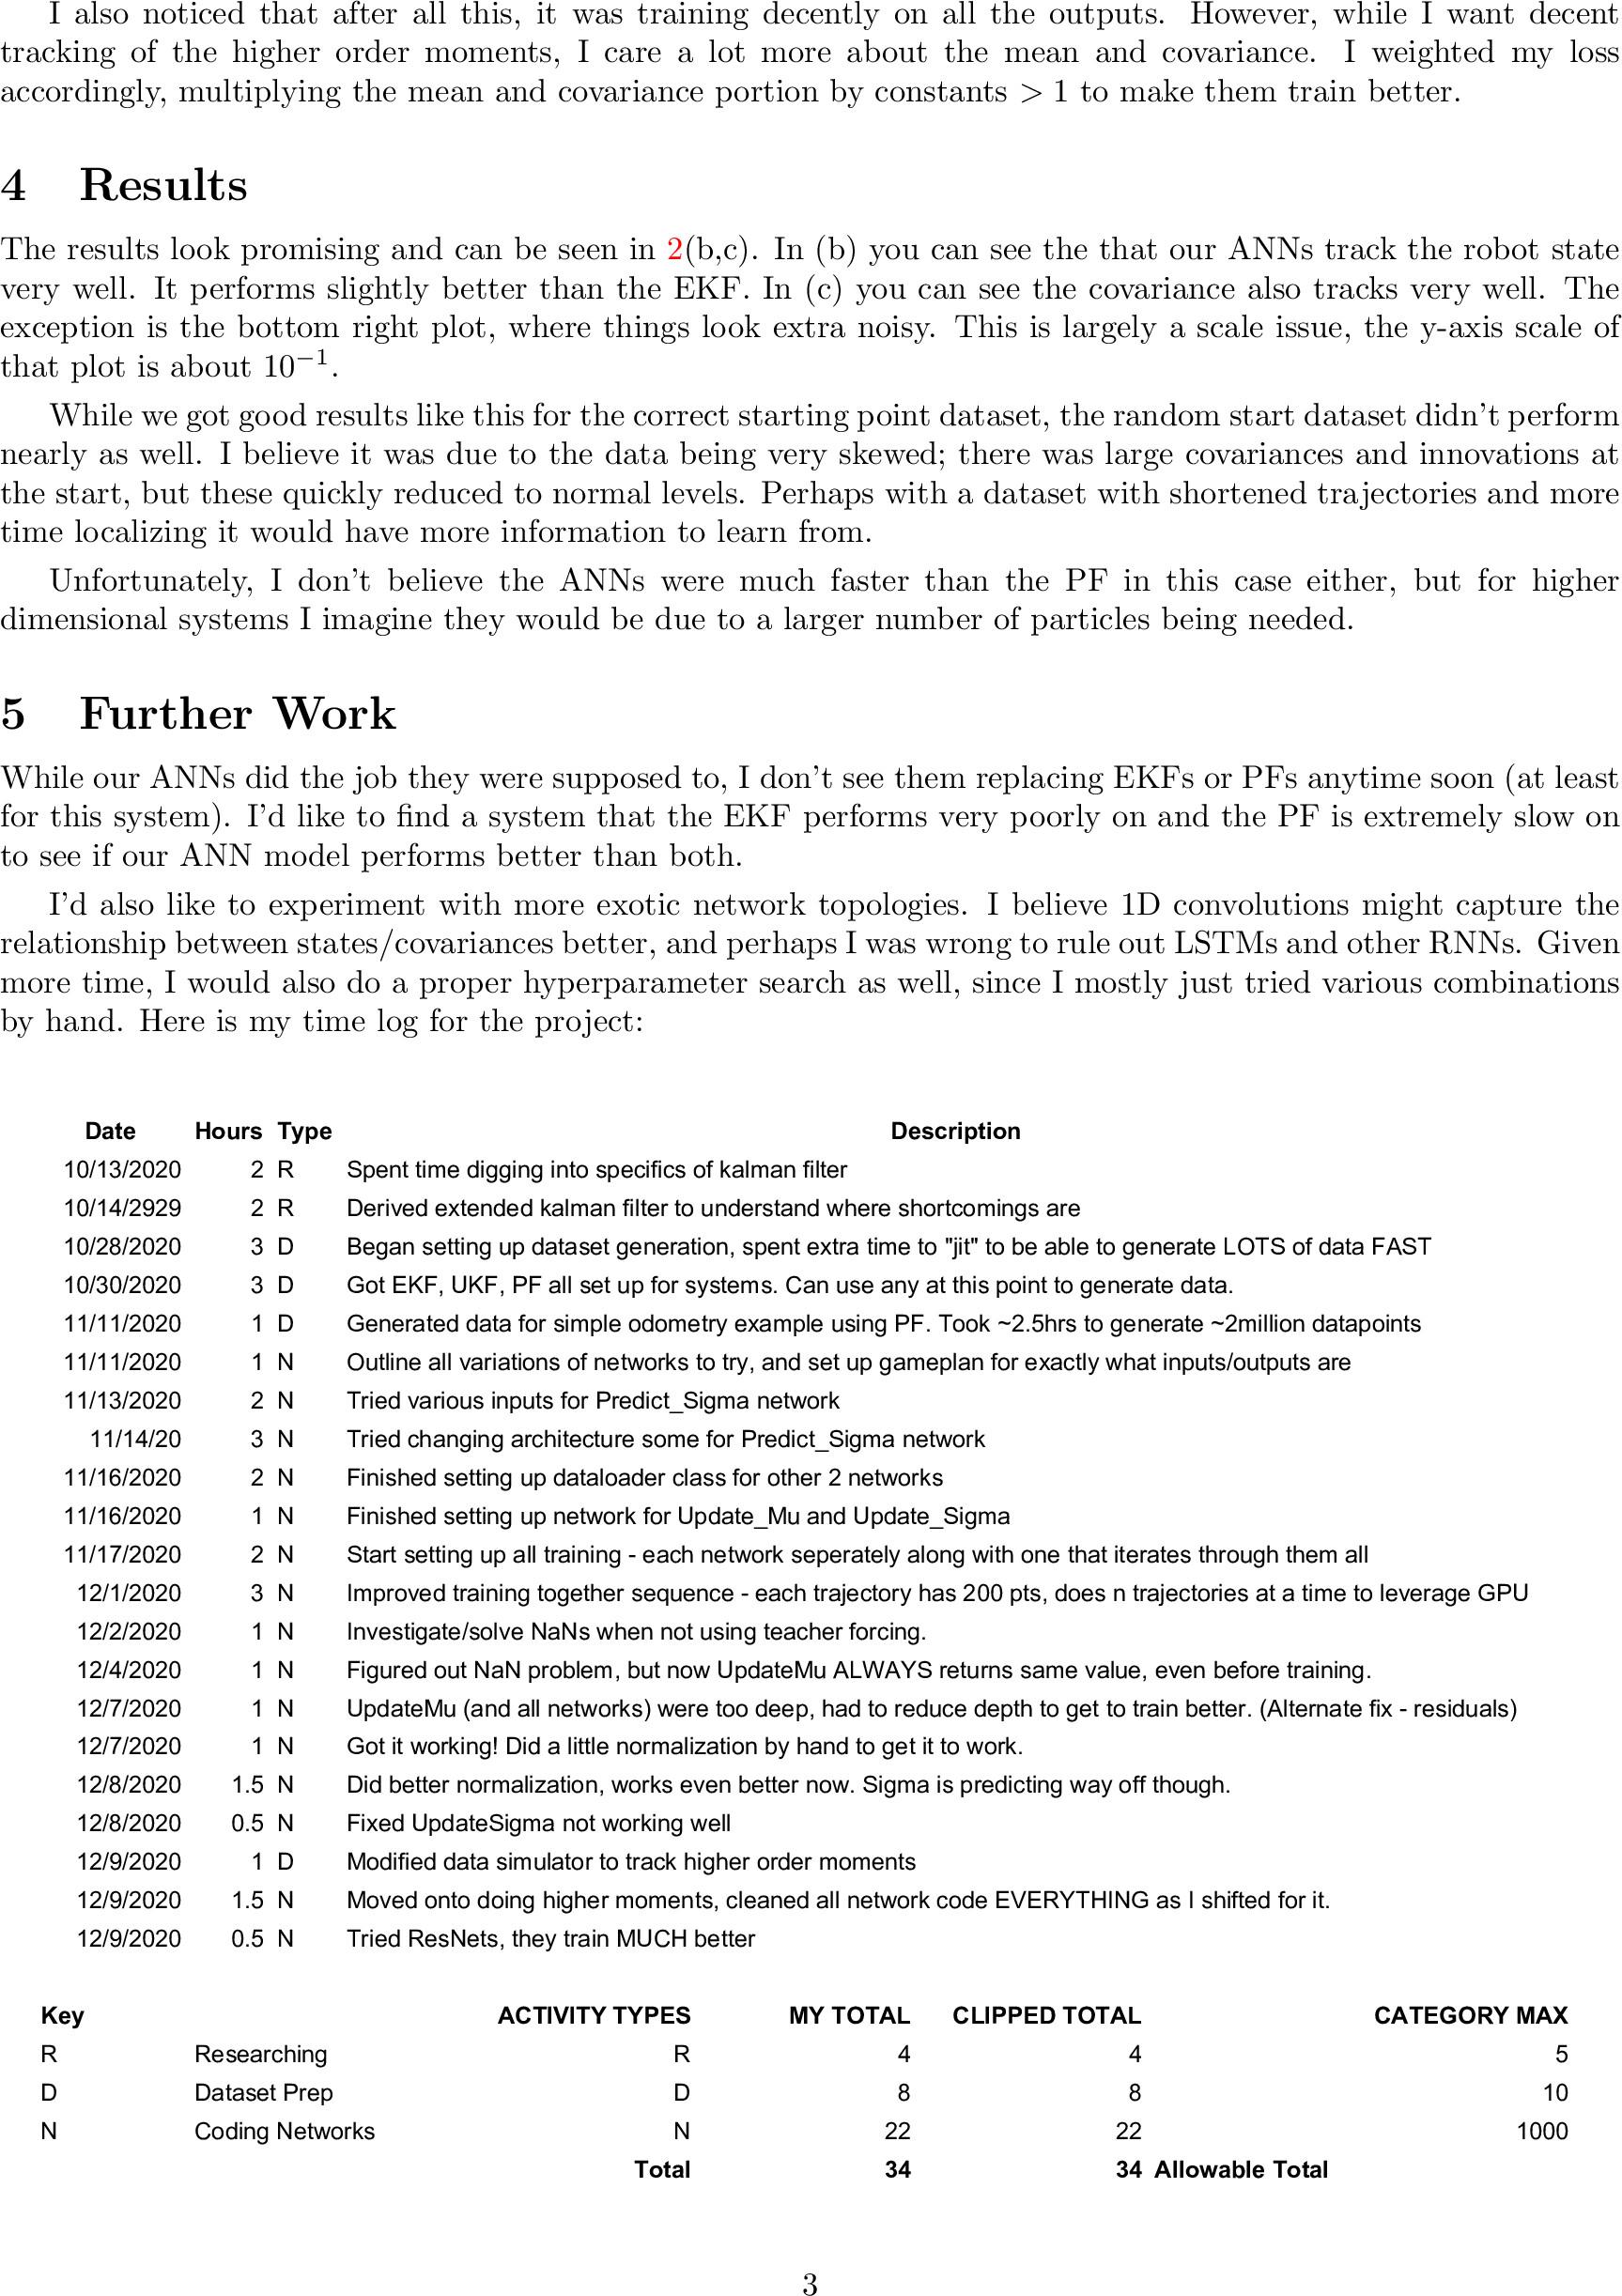 I also noticed that after all this, it was training decently on all the outputs. However, while I want decent
tracking of the higher order moments, I care a lot more about the mean and covariance. I weighted my loss
accordingly, multiplying the mean and covariance portion by constants > 1 to make them train better.
4 Results
The results look promising and can be seen in 2(b,c). In (b) you can see the that our ANNs track the robot state
very well. It performs slightly better than the EKF. In (c) you can see the covariance also tracks very well. The
exception is the bottom right plot, where things look extra noisy. This is largely a scale issue, the y-axis scale of
that plot is about 10⁻¹.
While we got good results like this for the correct starting point dataset, the random start dataset didn't perform
nearly as well. I believe it was due to the data being very skewed; there was large covariances and innovations at
the start, but these quickly reduced to normal levels. Perhaps with a dataset with shortened trajectories and more
time localizing it would have more information to learn from.
Unfortunately, I don't believe the ANNs were much faster than the PF in this case either, but for higher
dimensional systems I imagine they would be due to a larger number of particles being needed.
5 Further Work
While our ANNs did the job they were supposed to, I don't see them replacing EKFs or PFs anytime soon (at least
for this system). I'd like to find a system that the EKF performs very poorly on and the PF is extremely slow on
to see if our ANN model performs better than both.
I'd also like to experiment with more exotic network topologies. I believe 1D convolutions might capture the
relationship between states/covariances better, and perhaps I was wrong to rule out LSTMs and other RNNs. Given
more time, I would also do a proper hyperparameter search as well, since I mostly just tried various combinations
by hand. Here is my time log for the project:
Date Hours Type Description
10/13/2020 2 R Spent time digging into specifics of kalman filter
10/14/2929 2 R Derived extended kalman filter to understand where shortcomings are
10/28/2020 3 D Began setting up dataset generation, spent extra time to "jit" to be able to generate LOTS of data FAST
10/30/2020 3 D Got EKF, UKF, PF all set up for systems. Can use any at this point to generate data.
11/11/2020 1 D Generated data for simple odometry example using PF. Took ~2.5hrs to generate ~2million datapoints
11/11/2020 1 N Outline all variations of networks to try, and set up gameplan for exactly what inputs/outputs are
11/13/2020 2 N Tried various inputs for Predict_Sigma network
11/14/20 3 N Tried changing architecture some for Predict_Sigma network
11/16/2020 2 N Finished setting up dataloader class for other 2 networks
11/16/2020 1 N Finished setting up network for Update_Mu and Update_Sigma
11/17/2020 2 N Start setting up all training - each network seperately along with one that iterates through them all
12/1/2020 3 N Improved training together sequence - each trajectory has 200 pts, does n trajectories at a time to leverage GPU
12/2/2020 1 N Investigate/solve NaNs when not using teacher forcing.
12/4/2020 1 N Figured out NaN problem, but now UpdateMu ALWAYS returns same value, even before training.
12/7/2020 1 N UpdateMu (and all networks) were too deep, had to reduce depth to get to train better. (Alternate fix - residuals)
12/7/2020 1 N Got it working! Did a little normalization by hand to get it to work.
12/8/2020 1.5 N Did better normalization, works even better now. Sigma is predicting way off though.
12/8/2020 0.5 N Fixed UpdateSigma not working well
12/9/2020 1 D Modified data simulator to track higher order moments
12/9/2020 1.5 N Moved onto doing higher moments, cleaned all network code EVERYTHING as I shifted for it.
12/9/2020 0.5 N Tried ResNets, they train MUCH better
Key ACTIVITY TYPES MY TOTAL CLIPPED TOTAL CATEGORY MAX
R Researching R 4 4 5
D Dataset Prep D 8 8 10
N Coding Networks N 22 22 1000
Total 34 34 Allowable Total
3